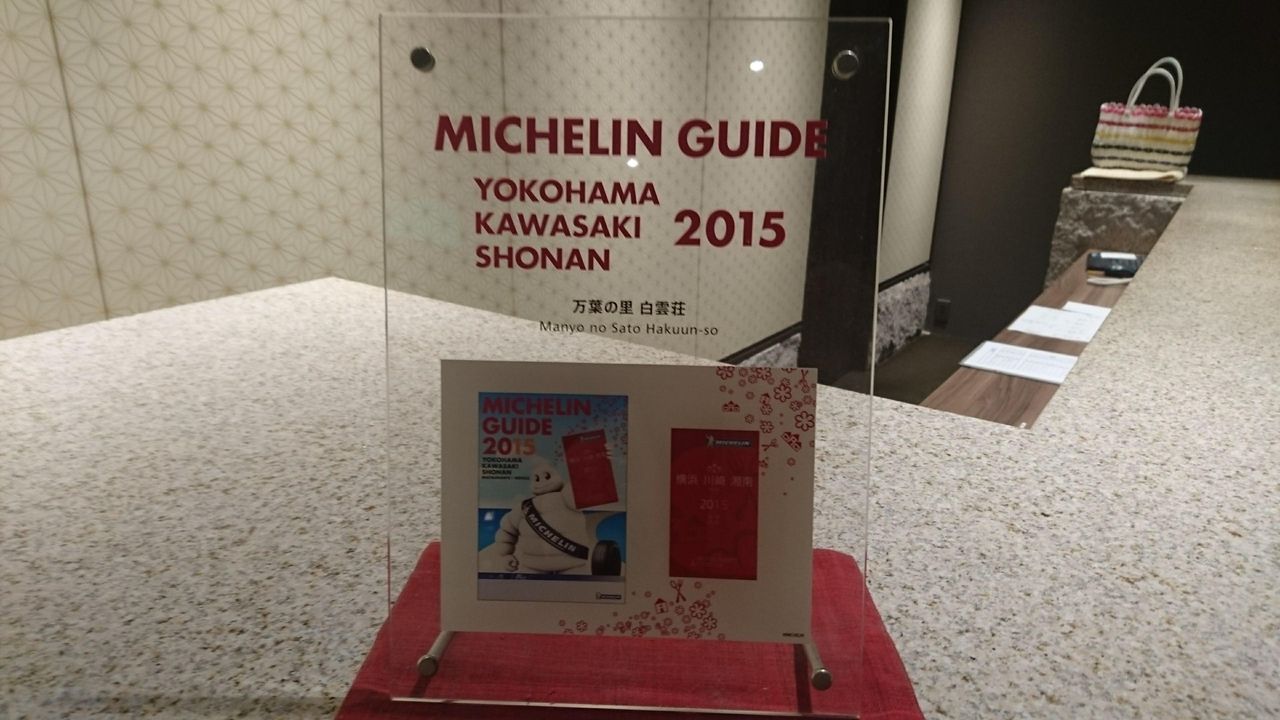 MICHELIN GUIDE
YOKOHAMA
KAWASAKI
SHONAN
2015
万葉の里 白雲荘
Manyo no Sato Hakuun-so
MICHELIN
GUIDE
2015
YOKOHAMA
KAWASAKI
SHONAN
MICHELIN
MICHELIN
横浜 川崎 湘南
2015